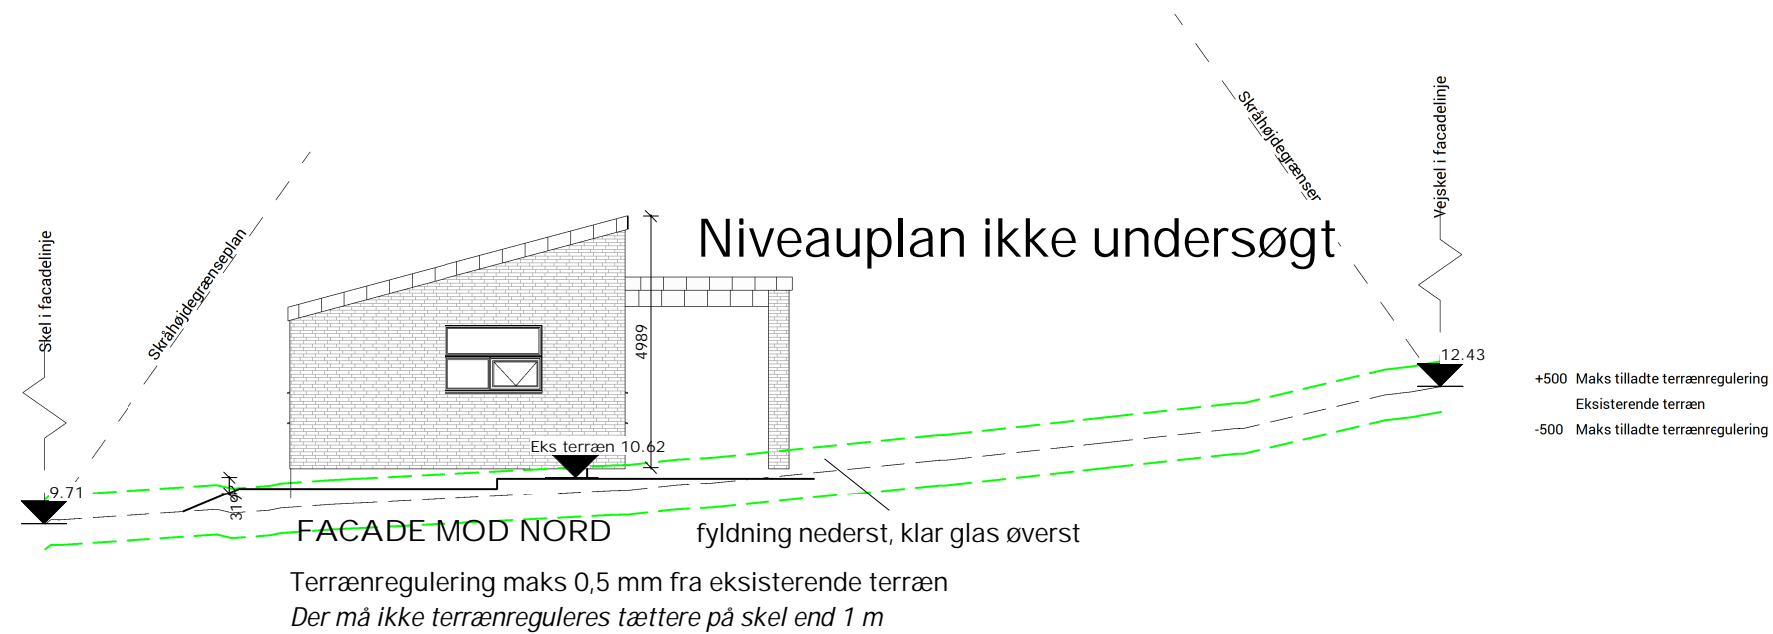 Skel i facadelinje
Skråhøjdegrænseplan
Niveauplan ikke undersøgt
Skråhøjdegrænser
Vejskel i facadelinje
4989
12.43
+500 Maks tilladte terrænregulering
Eksisterende terræn
-500 Maks tilladte terrænregulering
Eks terræn 10.62
9.71
FACADE MOD NORD
fyldning nederst, klar glas øverst
Terrænregulering maks 0,5 mm fra eksisterende terræn
Der må ikke terrænreguleres tættere på skel end 1 m